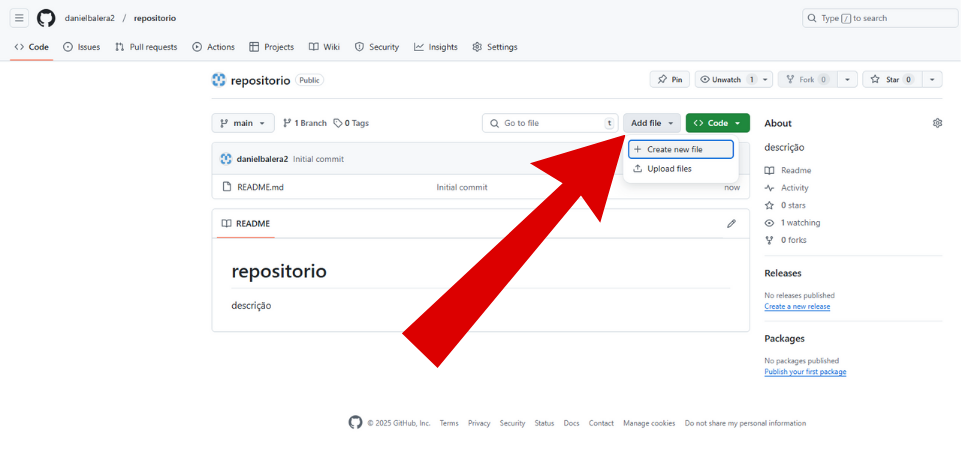 danielbalera2 / repositorio
Type / to search
Code Issues Pull requests Actions Projects Wiki Security Insights Settings
repositorio Public
Pin Unwatch 1 Fork 0 Star 0
main 1 Branch 0 Tags
Go to file t
Add file
Code
Create new file
Upload files
danielbalera2 Initial commit
README.md Initial commit now
README
repositorio
descrição
About
descrição
Readme
Activity
0 stars
1 watching
0 forks
Releases
No releases published
Create a new release
Packages
No packages published
Publish your first package
© 2025 GitHub, Inc. Terms Privacy Security Status Docs Contact Manage cookies Do not share my personal information